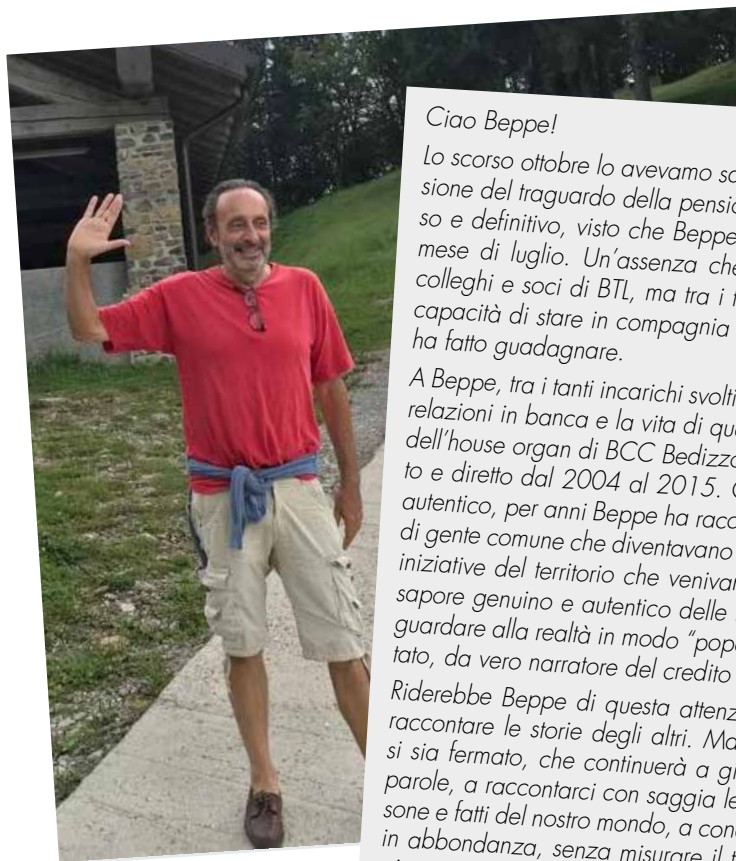 Ciao Beppe!
Lo scorso ottobre lo avevamo
sione del traguardo della
so e definitivo, visto che Beppe
mese di luglio. Un'assenza che
colleghi e soci di BTL, ma tra i
capacità di stare in compagnia
ha fatto guadagnare.
A Beppe, tra i tanti incarichi svolti
relazioni in banca e la vita di
dell'house organ di BCC
to e diretto dal 2004 al 2015.
autentico, per anni Beppe ha
di gente comune che diventavano
iniziative del territorio che
sapore genuino e autentico delle
guardare alla realtà in modo
tato, da vero narratore del credito
Riderebbe Beppe di questa
raccontare le storie degli altri.
si sia fermato, che continuerà a
parole, a raccontarci con saggia
sone e fatti del nostro mondo, a
in abbondanza, senza misurare il